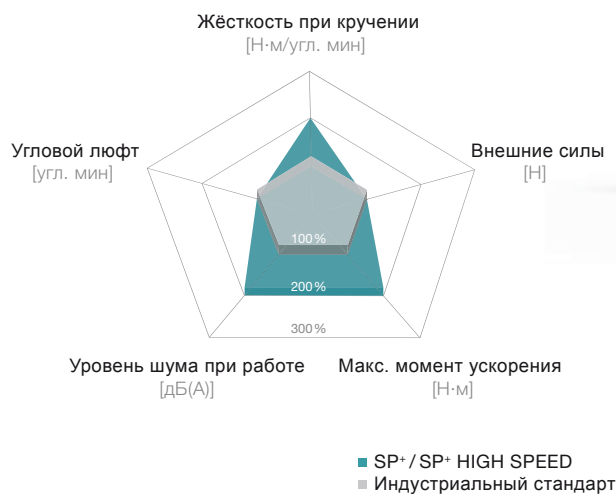 Жёсткость при кручении
[Н·м/угл. мин]
Угловой люфт
[угл. мин]
Внешние силы
[Н]
100 %
200 %
300 %
Уровень шума при работе
[дБ(A)]
Макс. момент ускорения
[Н·м]
SP⁺ / SP⁺ HIGH SPEED
Индустриальный стандарт